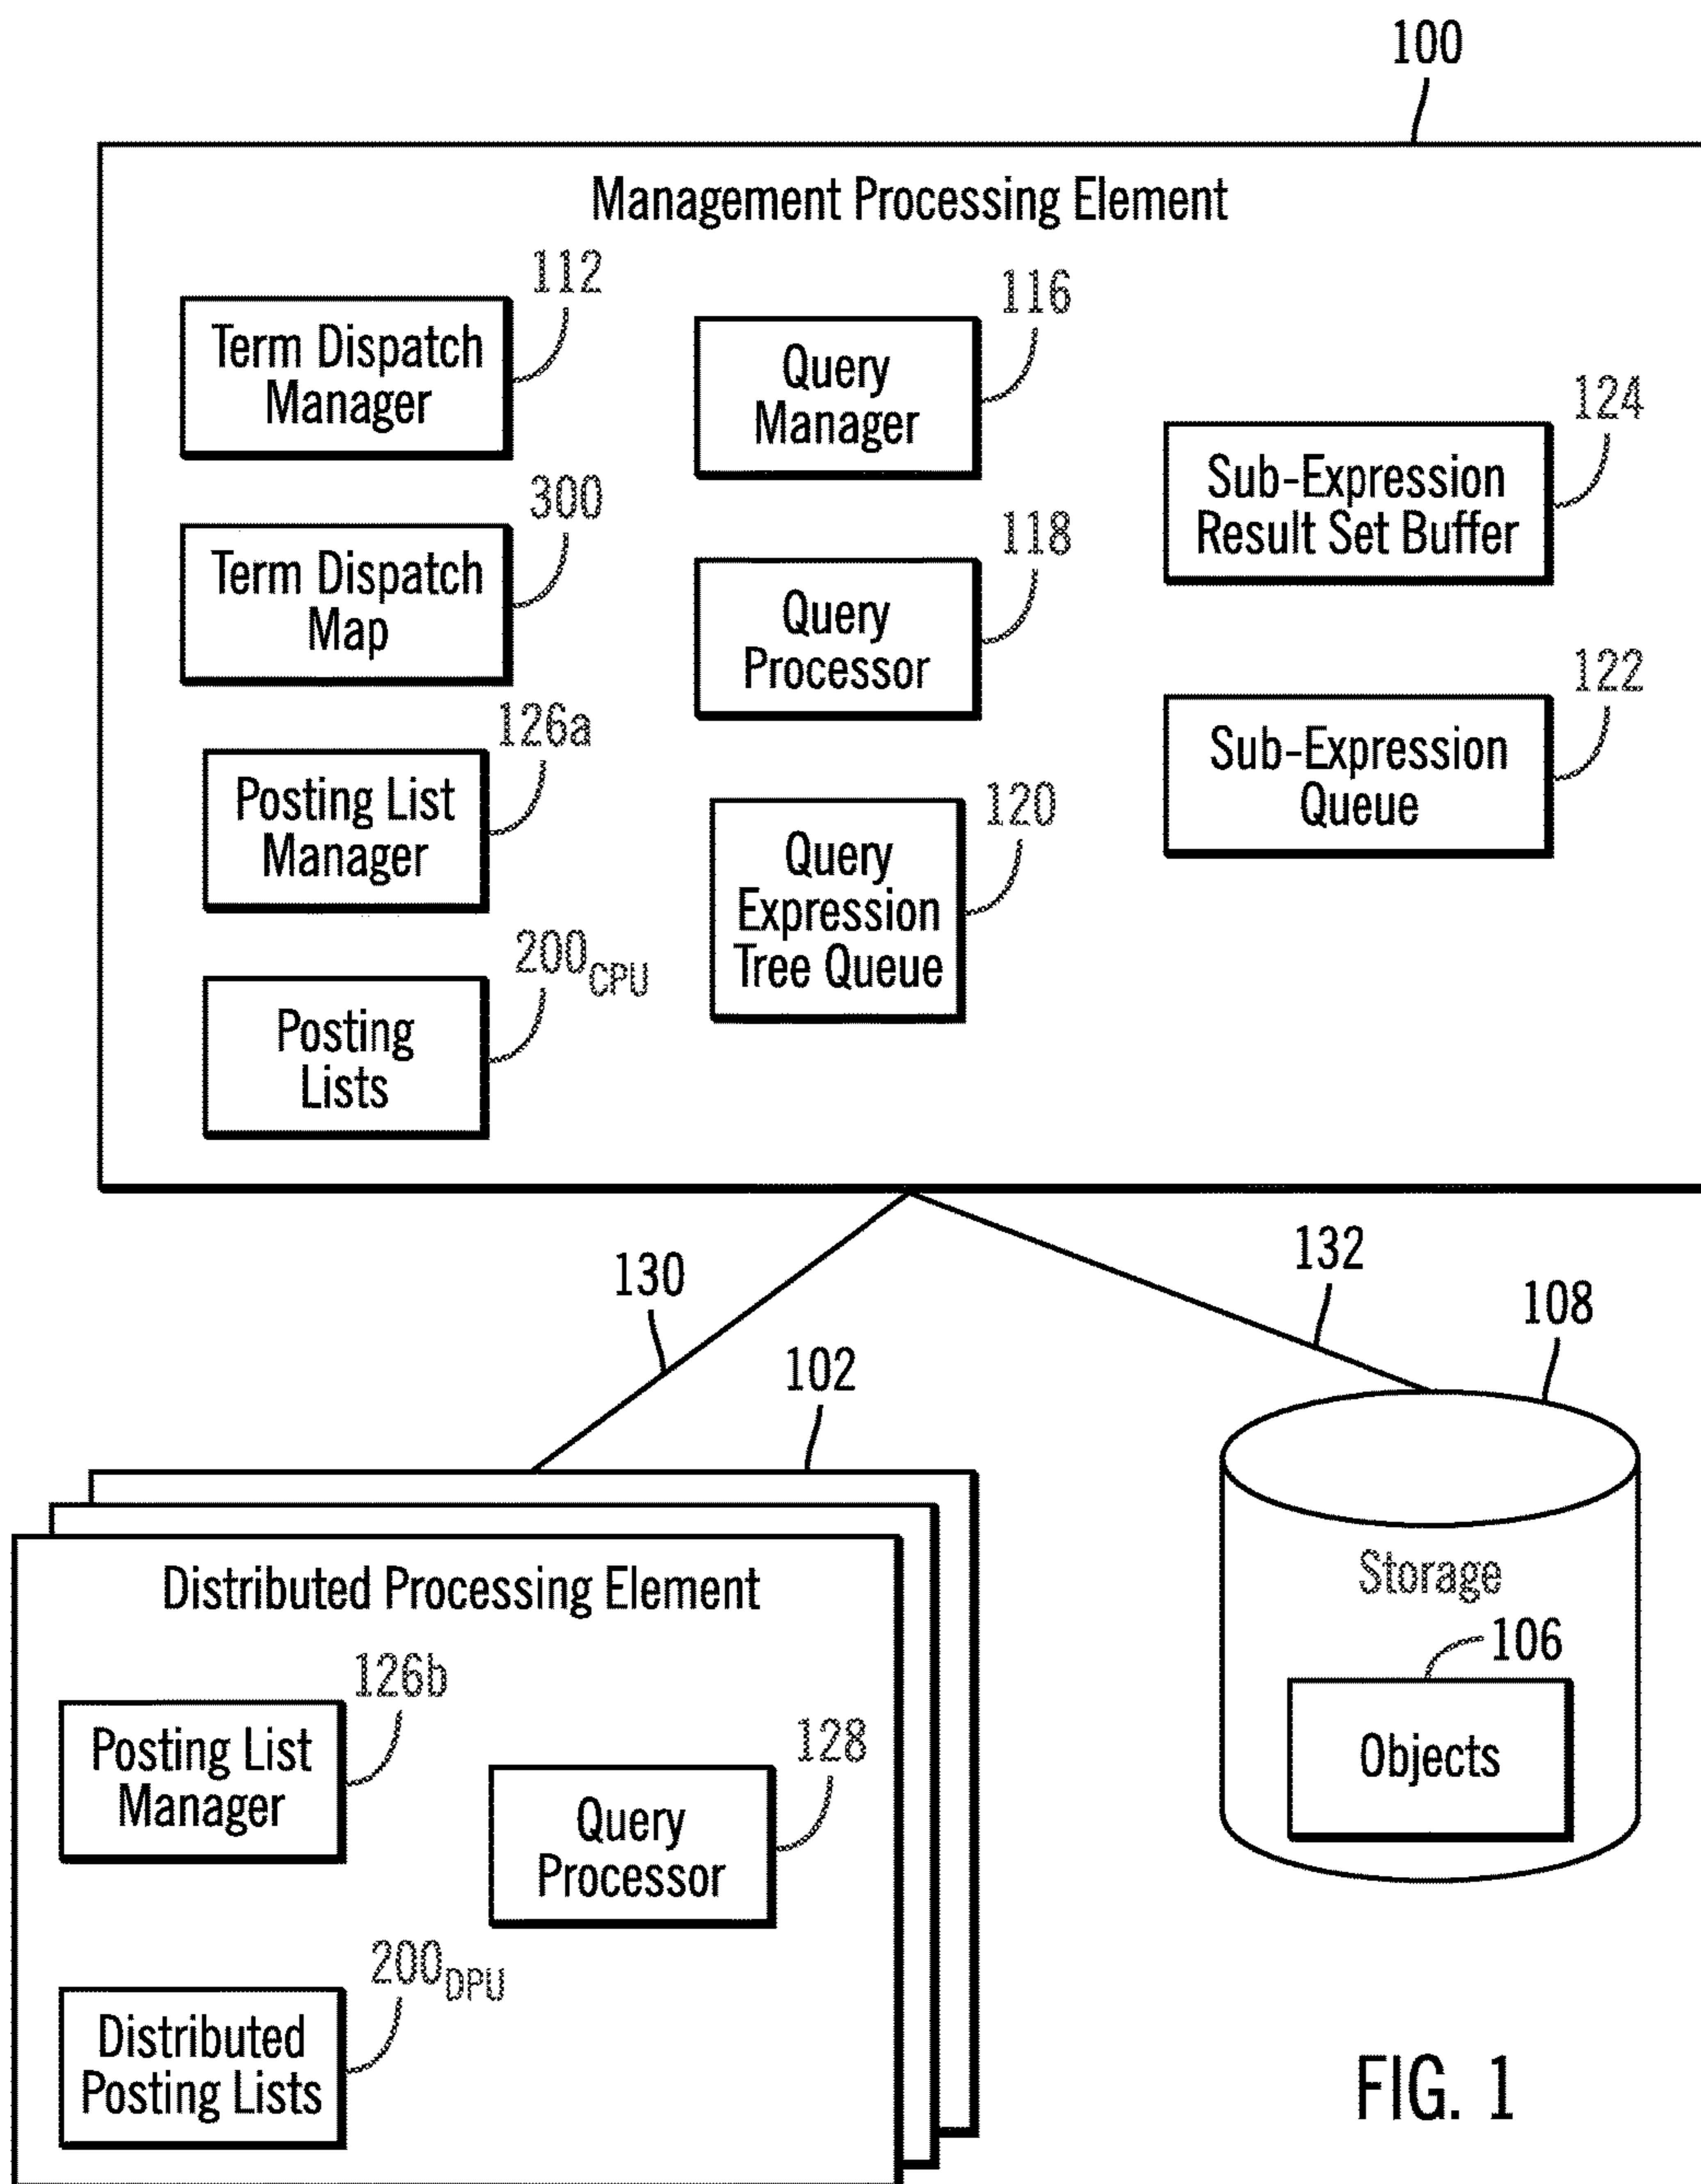 100
Management Processing Element
112
Term Dispatch
Manager
300
Term Dispatch
Map
126a
Posting List
Manager
200CPU
Posting
Lists
116
Query
Manager
118
Query
Processor
120
Query
Expression
Tree Queue
124
Sub-Expression
Result Set Buffer
122
Sub-Expression
Queue
130
132
102
108
Distributed Processing Element
126b
Posting List
Manager
128
Query
Processor
200DPU
Distributed
Posting Lists
Storage
106
Objects
FIG. 1